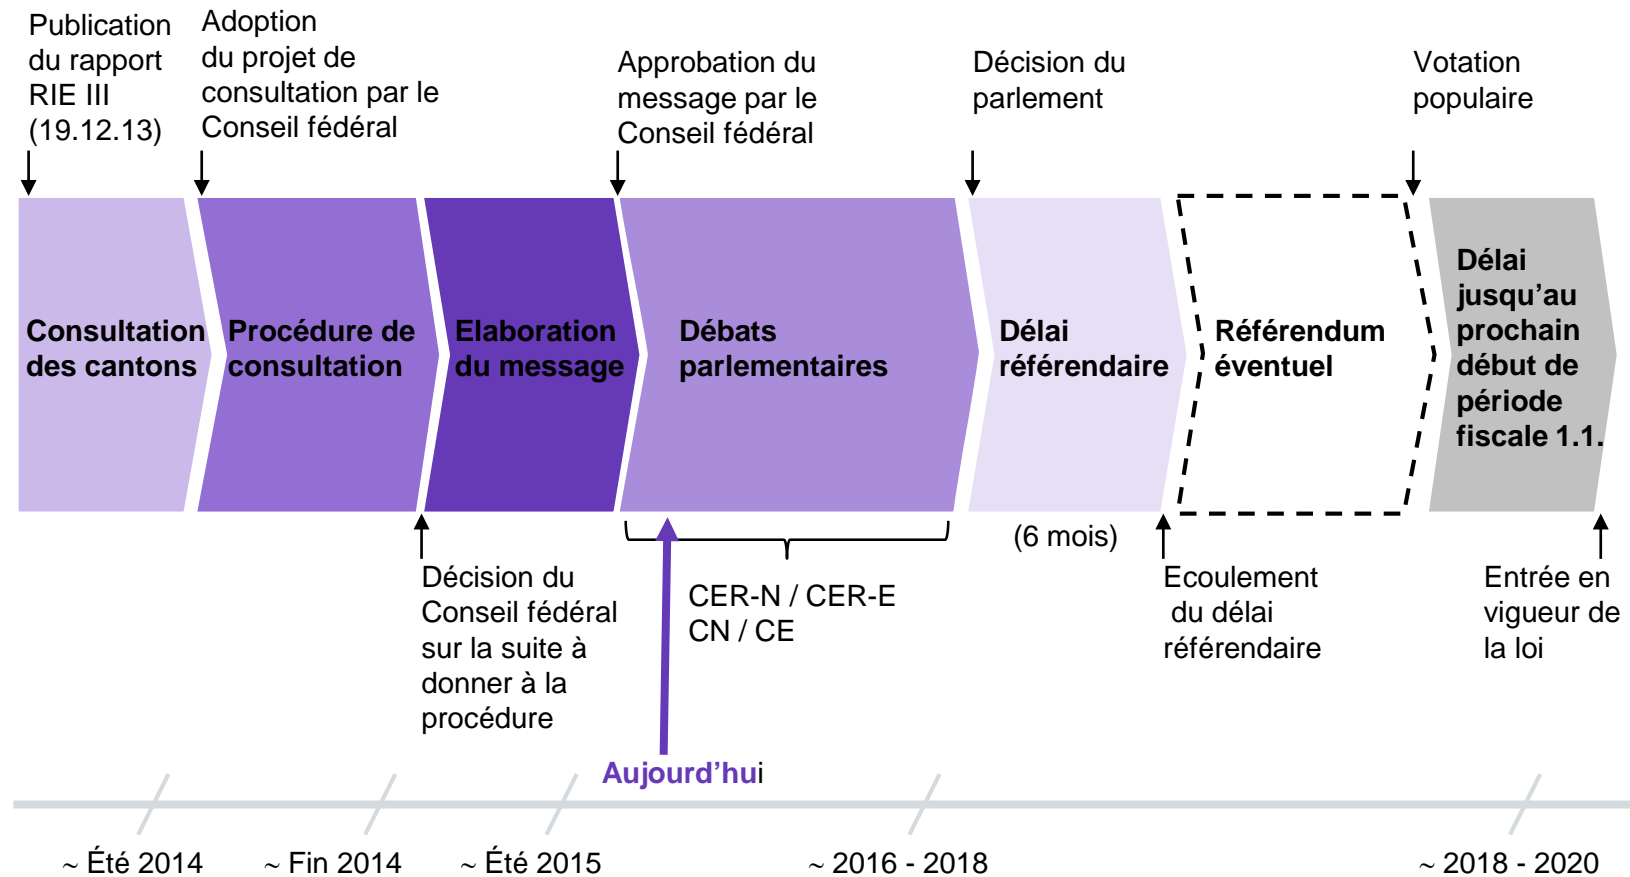 Publication
du rapport
RIE III
(19.12.13)
Adoption
du projet de
consultation par le
Conseil fédéral
Approbation du
message par le
Conseil fédéral
Décision du
parlement
Votation
populaire
Consultation
des cantons
Procédure de
consultation
Elaboration
du message
Débats
parlementaires
Délai
référendaire
Référendum
éventuel
Délai
jusqu’au
prochain
début de
période
fiscale 1.1.
Décision du
Conseil fédéral
sur la suite à
donner à la
procédure
CER-N / CER-E
CN / CE
(6 mois)
Ecoulement
du délai
référendaire
Entrée en
vigueur de
la loi
Aujourd’hui
~ Été 2014
~ Fin 2014
~ Été 2015
~ 2016 - 2018
~ 2018 - 2020